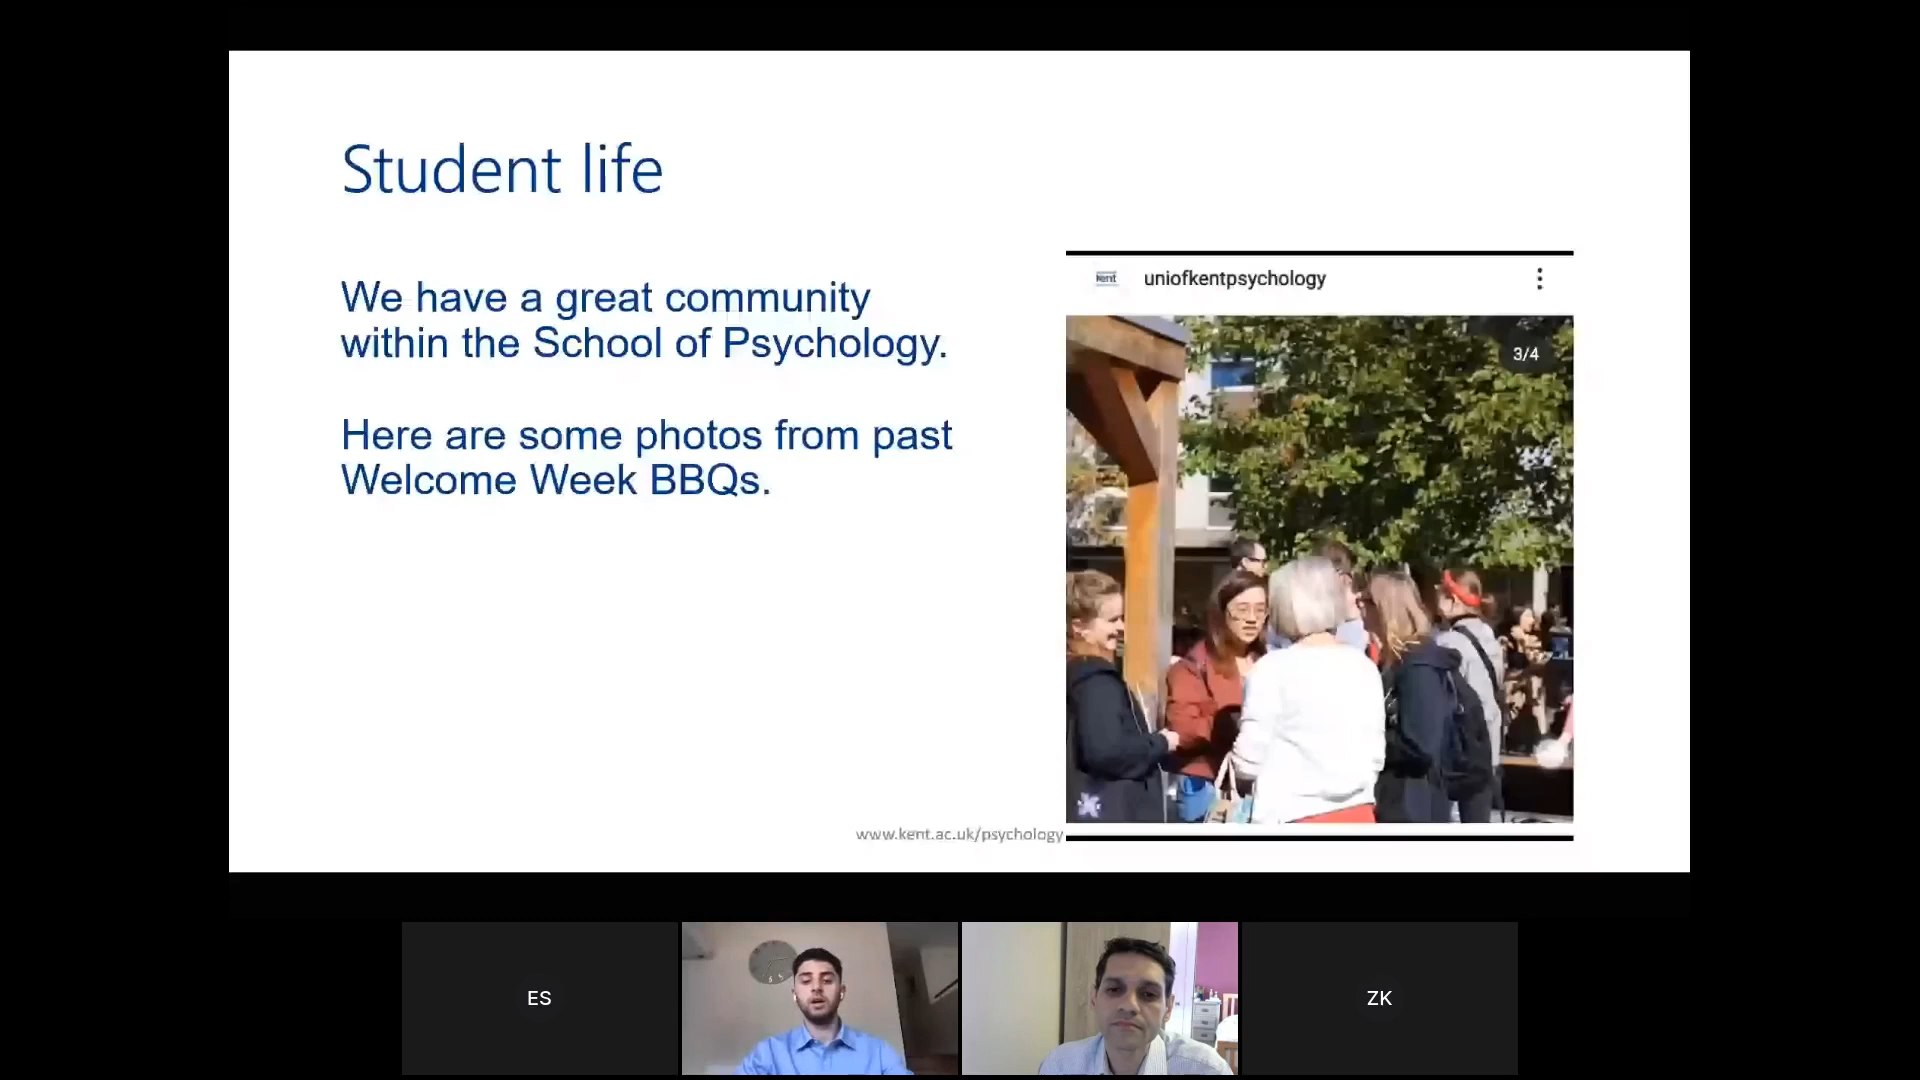 Student life
We have a great community
within the School of Psychology.
Here are some photos from past
Welcome Week BBQs.
Kent
uniofkentpsychology
3/4
www.kent.ac.uk/psychology
ES
ZK